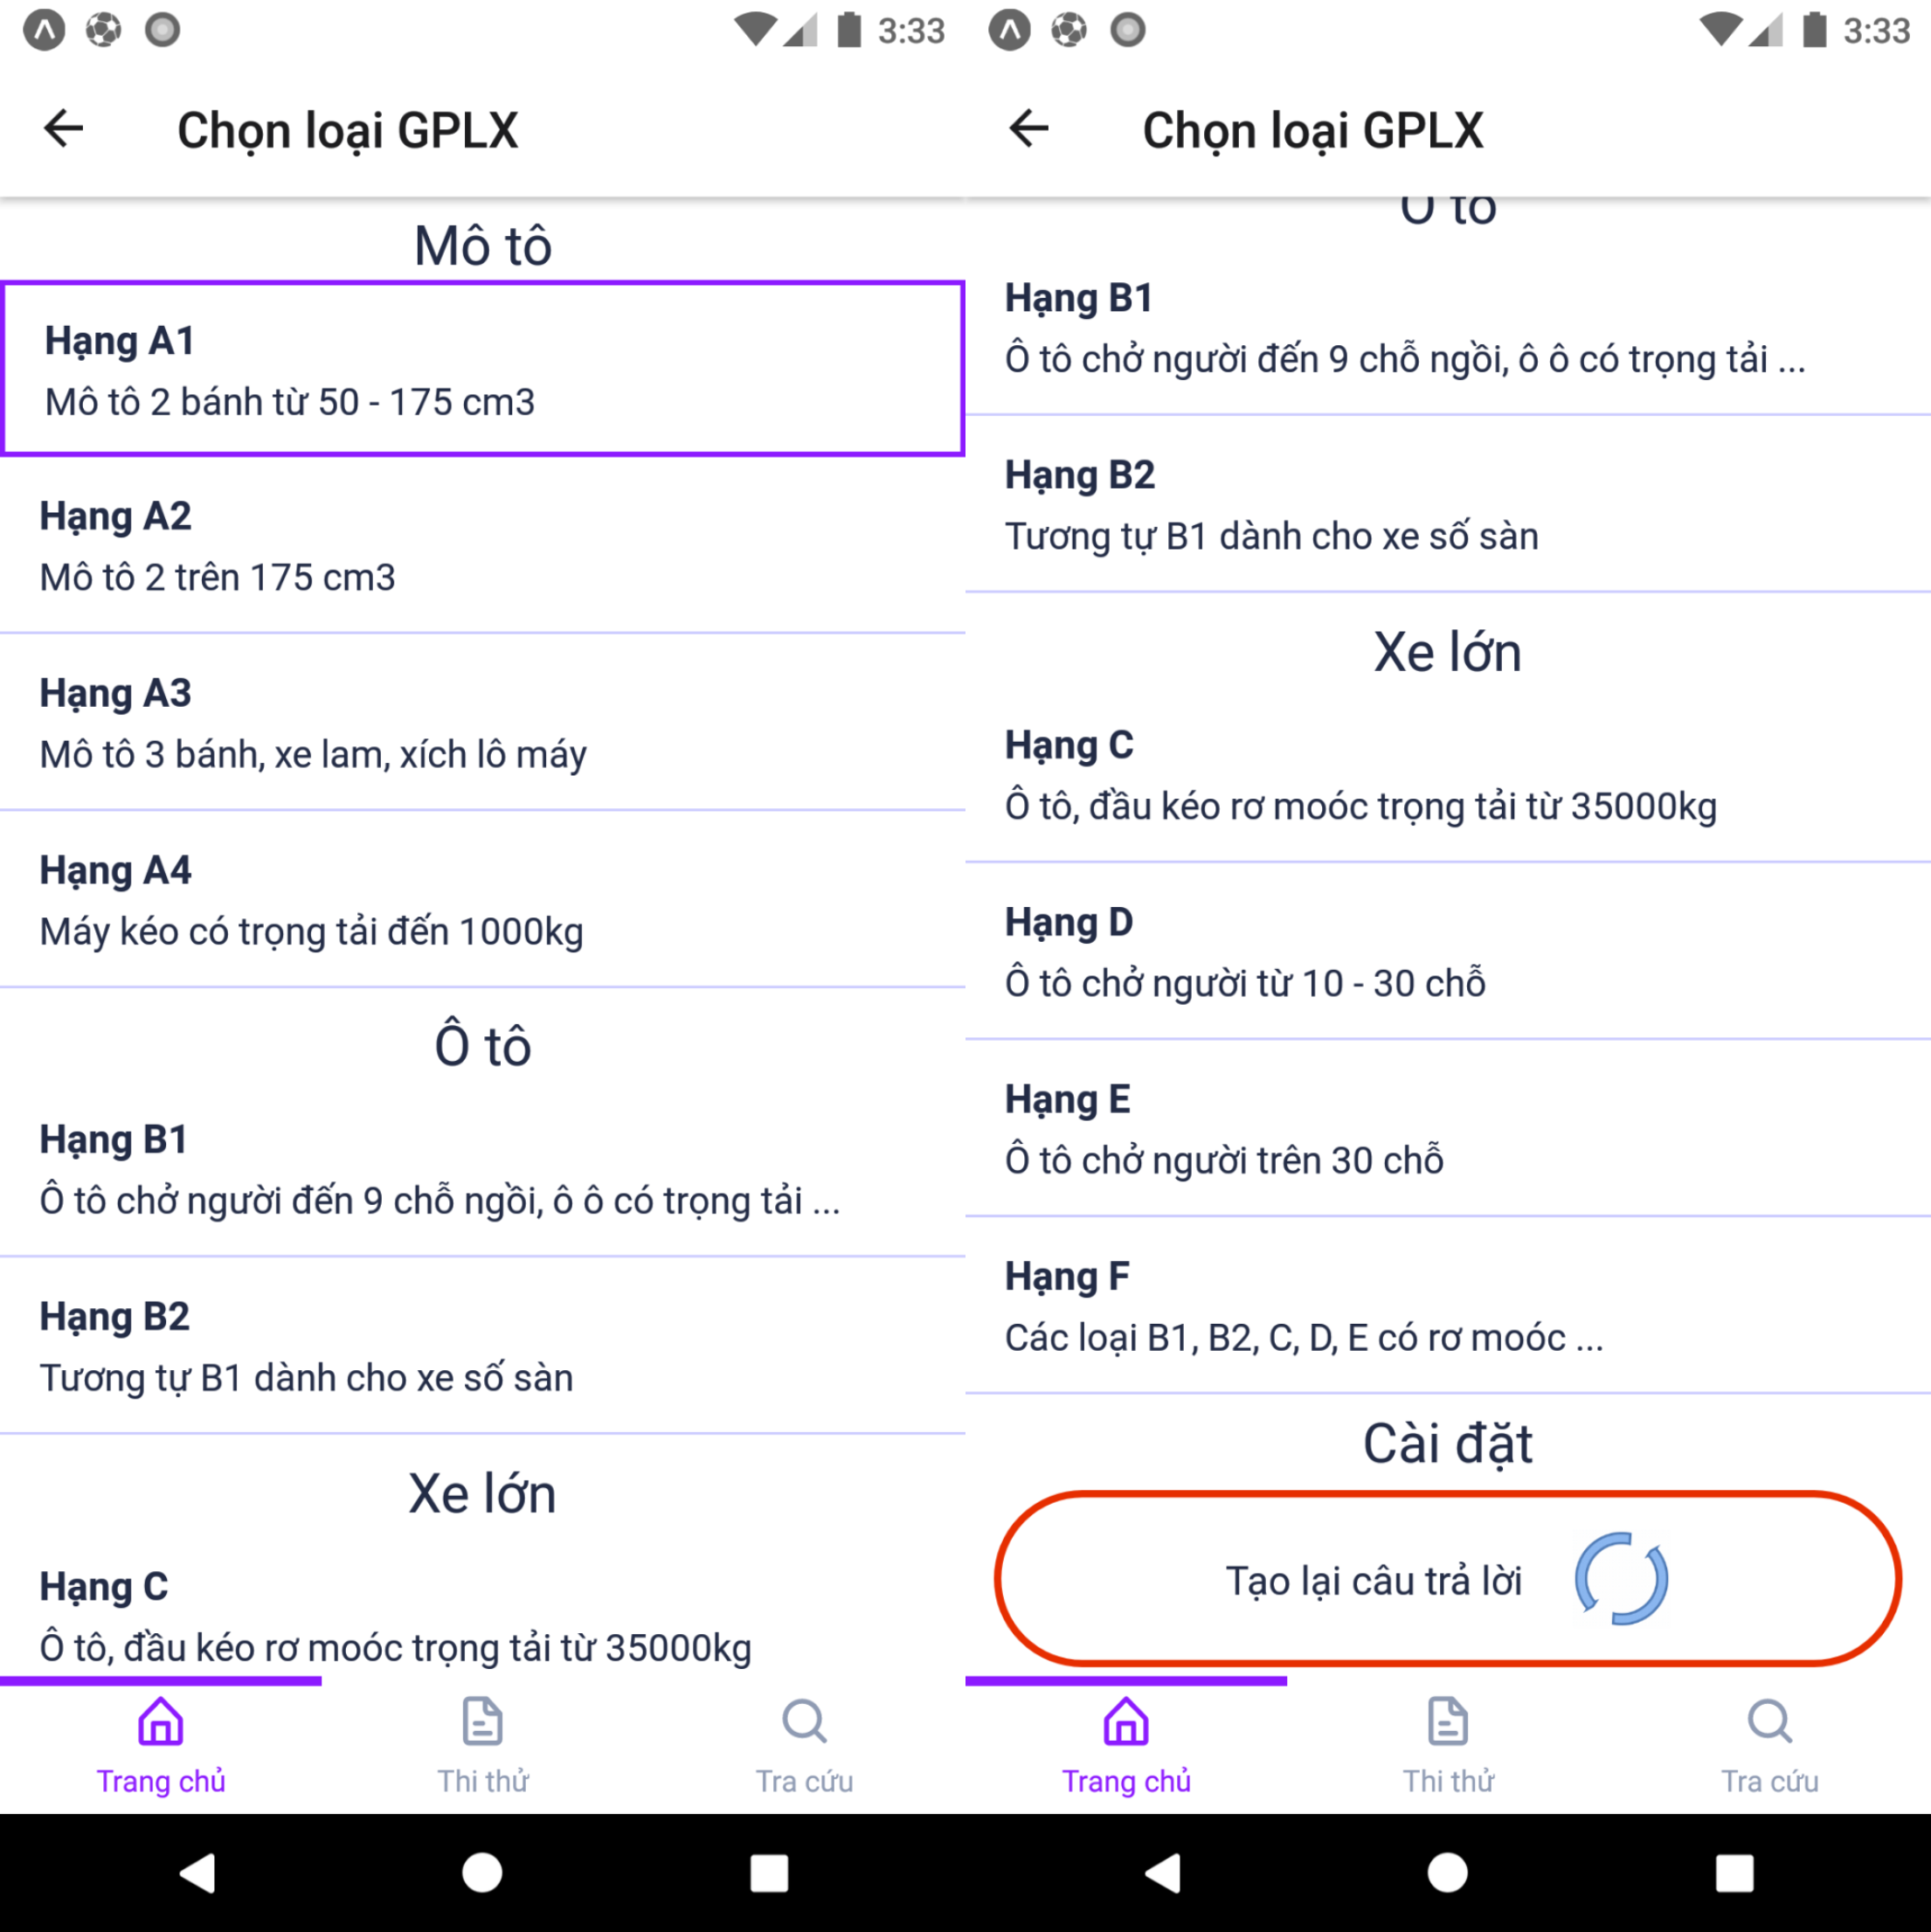 3:33
Chọn loại GPLX
Mô tô
Hạng A1
Mô tô 2 bánh từ 50 - 175 cm3
Hạng A2
Mô tô 2 trên 175 cm3
Hạng A3
Mô tô 3 bánh, xe lam, xích lô máy
Hạng A4
Máy kéo có trọng tải đến 1000kg
Ô tô
Hạng B1
Ô tô chở người đến 9 chỗ ngồi, ô ô có trọng tải ...
Hạng B2
Tương tự B1 dành cho xe số sàn
Xe lớn
Hạng C
Ô tô, đầu kéo rơ moóc trọng tải từ 35000kg
Trang chủ
Thi thử
Tra cứu
3:33
Chọn loại GPLX
Ô tô
Hạng B1
Ô tô chở người đến 9 chỗ ngồi, ô ô có trọng tải ...
Hạng B2
Tương tự B1 dành cho xe số sàn
Xe lớn
Hạng C
Ô tô, đầu kéo rơ moóc trọng tải từ 35000kg
Hạng D
Ô tô chở người từ 10 - 30 chỗ
Hạng E
Ô tô chở người trên 30 chỗ
Hạng F
Các loại B1, B2, C, D, E có rơ moóc ...
Cài đặt
Tạo lại câu trả lời
Trang chủ
Thi thử
Tra cứu